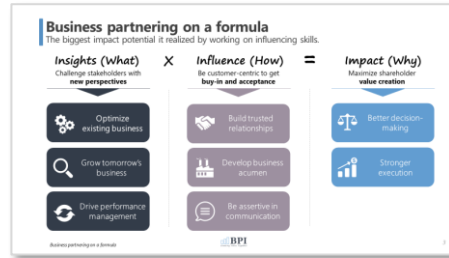 Business partnering on a formula
The biggest impact potential it realized by working on influencing skills.
Insights (What) x Influence (How) = Impact (Why)
Challenge stakeholders with
new perspectives
Be customer-centric to get
buy-in and acceptance
Maximize shareholder
value creation
Optimize
existing business
Grow tomorrow's
business
Drive performance
management
Build trusted
relationships
Develop business
acumen
Be assertive in
communication
Better decision-
making
Stronger
execution
Business partnering on a formula
BPI